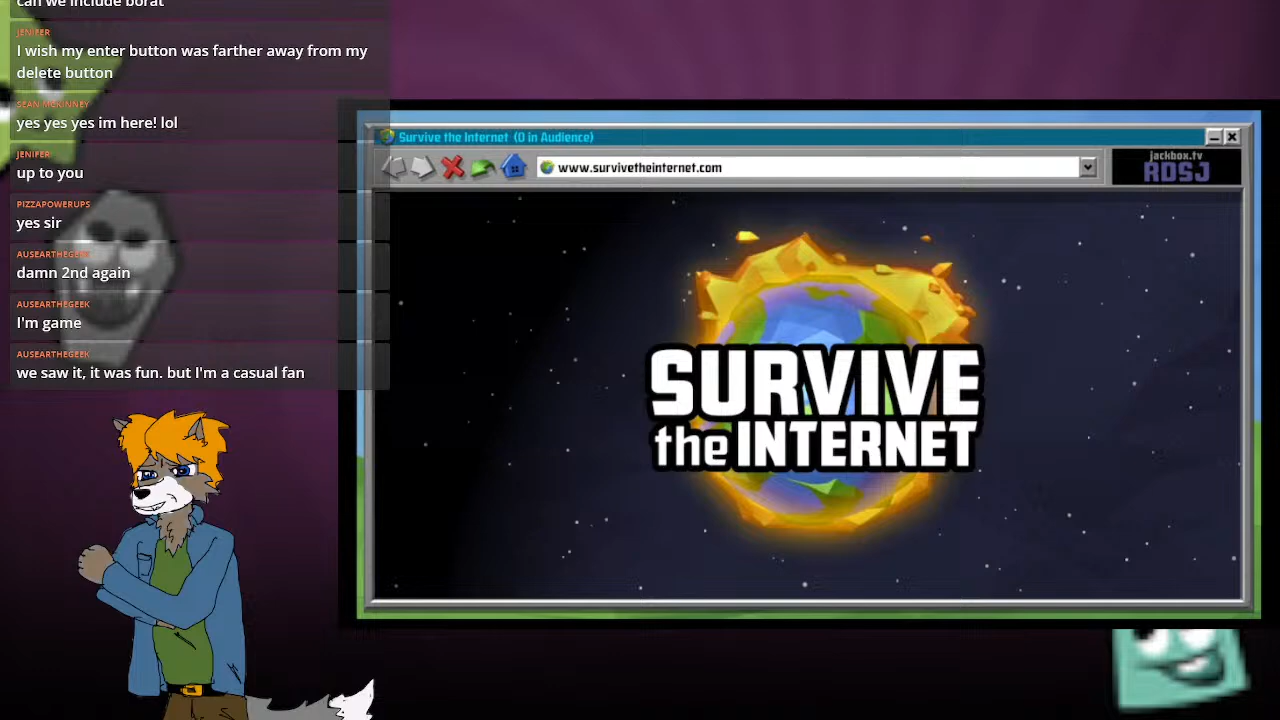 can we include borat
JENIFER
I wish my enter button was farther away from my
delete button
SEAN MCKINNEY
yes yes yes im here! lol
JENIFER
up to you
PIZZAPOWERUPS
yes sir
AUSEARTHEGEEK
damn 2nd again
AUSEARTHEGEEK
I'm game
AUSEARTHEGEEK
we saw it, it was fun. but I'm a casual fan
Survive the Internet (0 in Audience)
www.survivetheinternet.com
jackbox.tv
RDSJ
SURVIVE
the INTERNET